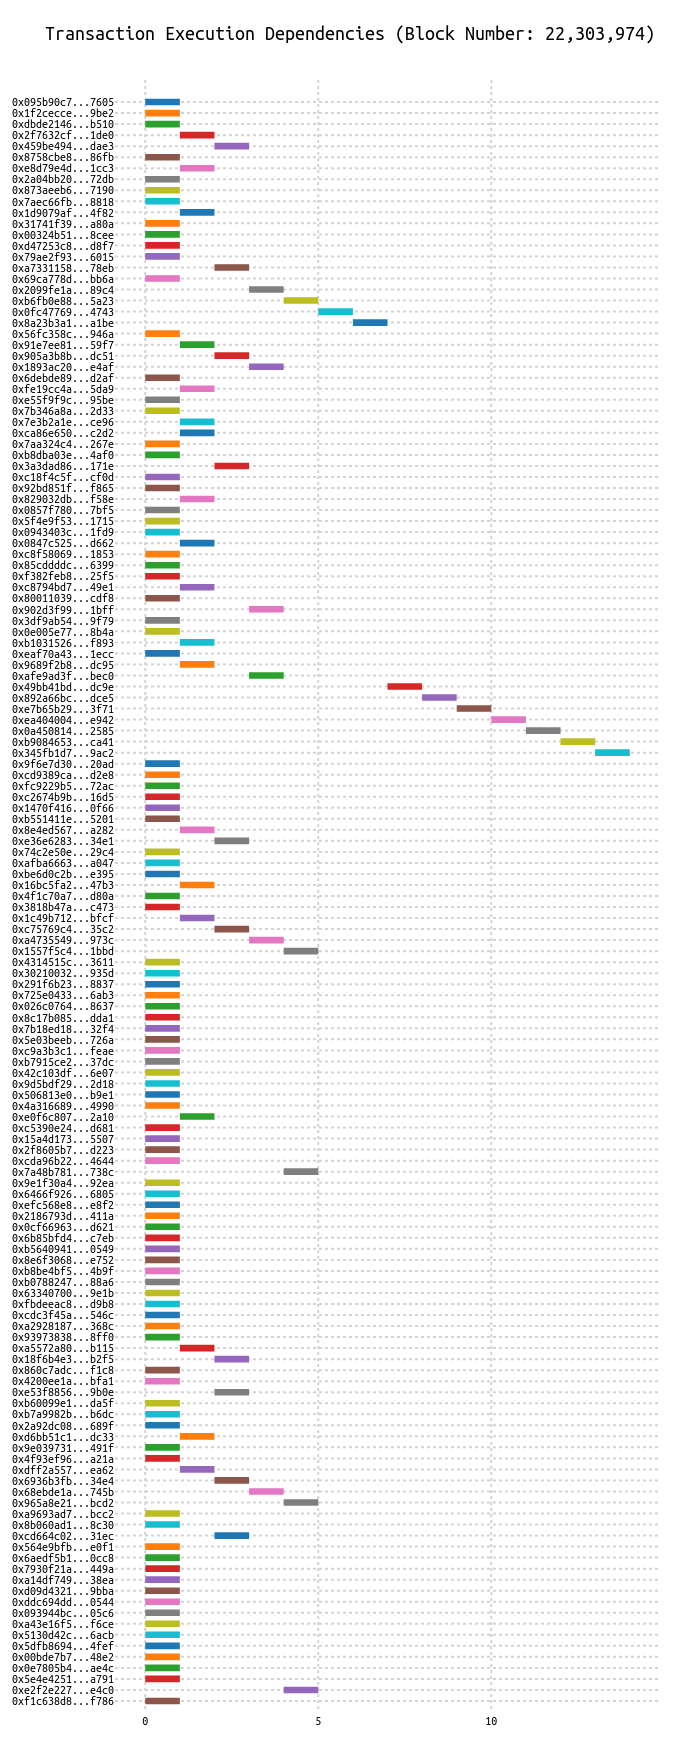 Transaction Execution Dependencies (Block Number: 22,303,974)
0x095b90c7...7605
0x1f2cecce...9be2
0xdbde2146...b510
0x2f7632cf...1de0
0x459be494...dae3
0x8758cbe8...86fb
0xe8d79e4d...1cc3
0x2a04bb20...72db
0x873aeeb6...7190
0x7aec66fb...8818
0x1d9079af...4f82
0x31741f39...a80a
0x00324b51...8cee
0xd47253c8...d8f7
0x79ae2f93...6015
0xa7331158...78eb
0x69ca778d...bb6a
0x2099fe1a...89c4
0xb6fb0e88...5a23
0x0fc47769...4743
0x8a23b3a1...a1be
0x56fc358c...946a
0x91e7ee81...59f7
0x905a3b8b...dc51
0x1893ac20...e4af
0x6debde89...d2af
0xfe19cc4a...5da9
0xe55f9f9c...95be
0x7b346a8a...2d33
0x7e3b2a1e...ce96
0xca86e650...c2d2
0x7aa324c4...267e
0xb8dba03e...4af0
0x3a3dad86...171e
0xc18f4c5f...cf0d
0x92bd851f...f865
0x829032db...f58e
0x0857f780...7bf5
0x5f4e9f53...1715
0x0943403c...1fd9
0x0847c525...d662
0xc8f58069...1853
0x85cddddc...6399
0xf382feb8...25f5
0xc8794bd7...49e1
0x80011039...cdf8
0x902d3f99...1bff
0x3df9ab54...9f79
0x0e005e77...8b4a
0xb1031526...f893
0xeaf70a43...1ecc
0x9689f2b8...dc95
0xafe9ad3f...bec0
0x49bb41bd...dc9e
0x892a66bc...dce5
0xe7b65b29...3f71
0xea404004...e942
0x0a450814...2585
0xb9084653...ca41
0x345fb1d7...9ac2
0x9f6e7d30...20ad
0xcd9389ca...d2e8
0xfc9229b5...72ac
0xc2674b9b...16d5
0x1470f416...0f66
0xb551411e...5201
0x8e4ed567...a282
0xe36e6283...34e1
0x74c2e50e...29c4
0xafba6663...a047
0xbe6d0c2b...e395
0x16bc5fa2...47b3
0x4f1c70a7...d80a
0x3818b47a...c473
0x1c49b712...bfcf
0xc75769c4...35c2
0xa4735549...973c
0x1557f5c4...1bbd
0x4314515c...3611
0x30210032...935d
0x291f6b23...8837
0x725e0433...6ab3
0x026c0764...8637
0x8c17b085...dda1
0x7b18ed18...32f4
0x5e03beeb...726a
0xc9a3b3c1...feae
0xb7915ce2...37dc
0x42c103df...6e07
0x9d5bdf29...2d18
0x506813e0...b9e1
0x4a316689...4990
0xe0f6c807...2a10
0xc5390e24...d681
0x15a4d173...5507
0x2f8605b7...d223
0xcda96b22...4644
0x7a48b781...738c
0x9e1f30a4...92ea
0x6466f926...6805
0xefc568e8...e8f2
0x2186793d...411a
0x0cf66963...d621
0x6b85bfd4...c7eb
0xb5640941...0549
0x8e6f3068...e752
0xb8be4bf5...4b9f
0xb0788247...88a6
0x63340700...9e1b
0xfbdeeac8...d9b8
0xcdc3f45a...546c
0xa2928187...368c
0x93973838...8ff0
0xa5572a80...b115
0x18f6b4e3...b2f5
0x860c7adc...f1c8
0x4200ee1a...bfa1
0xe53f8856...9b0e
0xb60099e1...da5f
0xb7a9982b...b6dc
0x2a92dc08...689f
0xd6bb51c1...dc33
0x9e039731...491f
0x4f93ef96...a21a
0xdff2a557...ea62
0x6936b3fb...34e4
0x68ebde1a...745b
0x965a8e21...bcd2
0xa9693ad7...bcc2
0x8b060ad1...8c30
0xcd664c02...31ec
0x564e9bfb...e0f1
0x6aedf5b1...0cc8
0x7930f21a...449a
0xa14df749...38ea
0xd09d4321...9bba
0xddc694dd...0544
0x093944bc...05c6
0xa43e16f5...f6ce
0x5130d42c...6acb
0x5dfb8694...4fef
0x00bde7b7...48e2
0x0e7805b4...ae4c
0x5e4e4251...a791
0xe2f2e227...e4c0
0xf1c638d8...f786
0 5 10